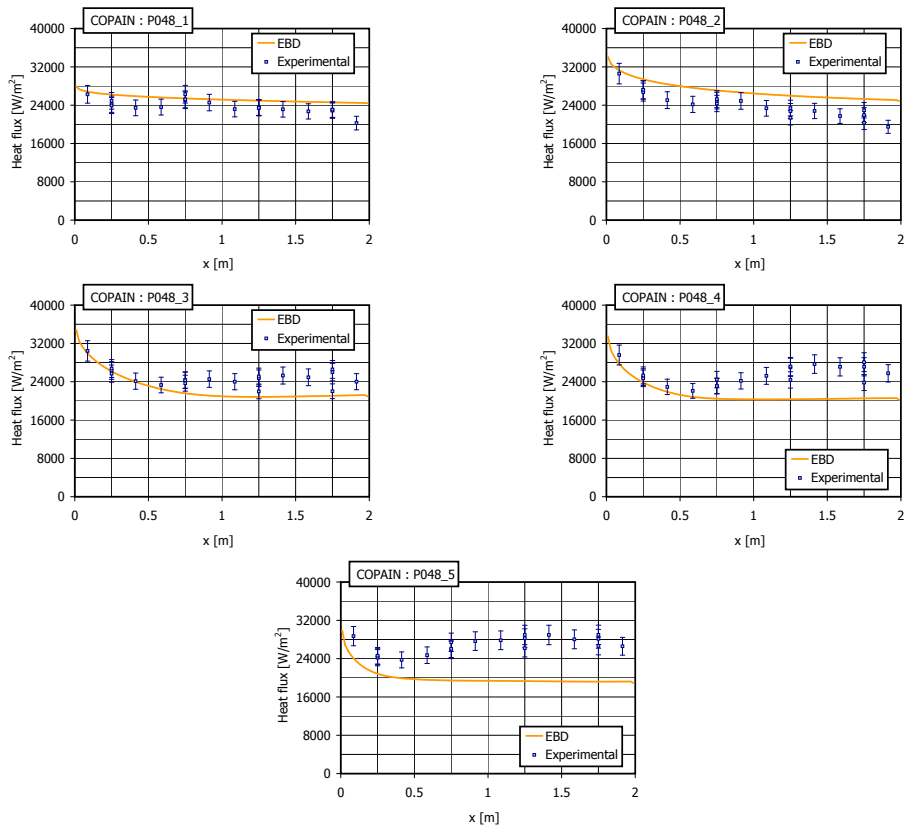 COPAIN : P048_1
EBD
Experimental
Heat flux [W/m²]
40000
32000
24000
16000
8000
0
0 0.5 1 1.5 2
x [m]
COPAIN : P048_2
EBD
Experimental
Heat flux [W/m²]
40000
32000
24000
16000
8000
0
0 0.5 1 1.5 2
x [m]
COPAIN : P048_3
EBD
Experimental
Heat flux [W/m²]
40000
32000
24000
16000
8000
0
0 0.5 1 1.5 2
x [m]
COPAIN : P048_4
EBD
Experimental
Heat flux [W/m²]
40000
32000
24000
16000
8000
0
0 0.5 1 1.5 2
x [m]
COPAIN : P048_5
EBD
Experimental
Heat flux [W/m²]
40000
32000
24000
16000
8000
0
0 0.5 1 1.5 2
x [m]